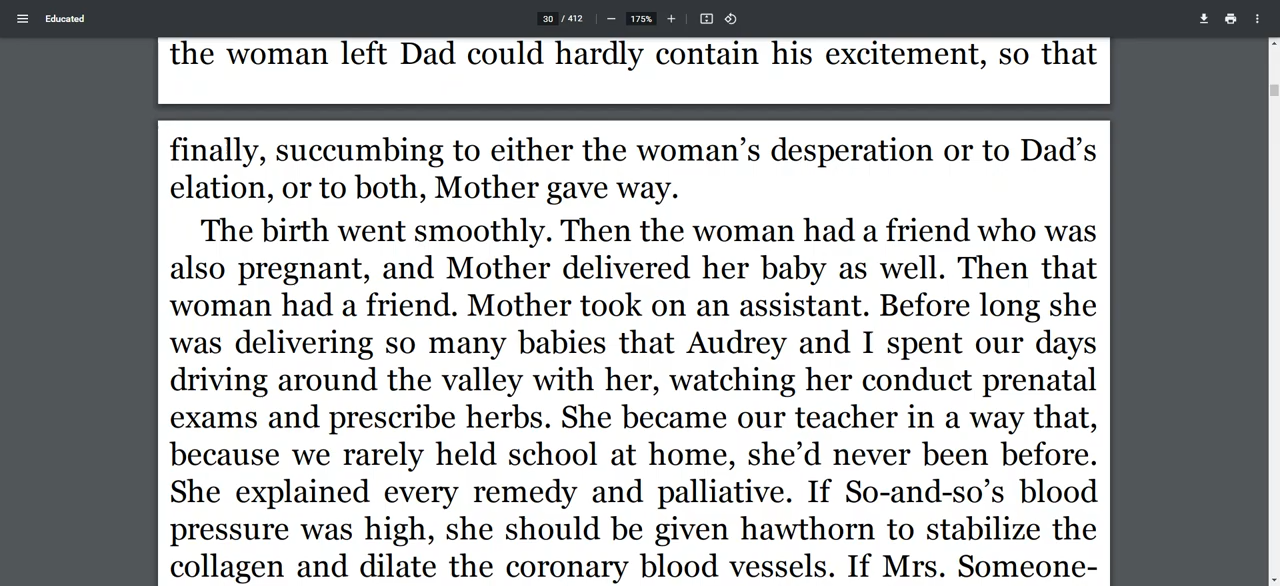 Educated
30 / 412
175%
the woman left Dad could hardly contain his excitement, so that
finally, succumbing to either the woman’s desperation or to Dad’s
elation, or to both, Mother gave way.
The birth went smoothly. Then the woman had a friend who was
also pregnant, and Mother delivered her baby as well. Then that
woman had a friend. Mother took on an assistant. Before long she
was delivering so many babies that Audrey and I spent our days
driving around the valley with her, watching her conduct prenatal
exams and prescribe herbs. She became our teacher in a way that,
because we rarely held school at home, she’d never been before.
She explained every remedy and palliative. If So-and-so’s blood
pressure was high, she should be given hawthorn to stabilize the
collagen and dilate the coronary blood vessels. If Mrs. Someone-